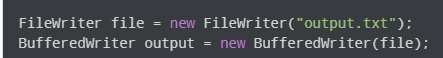 FileWriter file = new FileWriter("output.txt");
BufferedWriter output = new BufferedWriter(file);